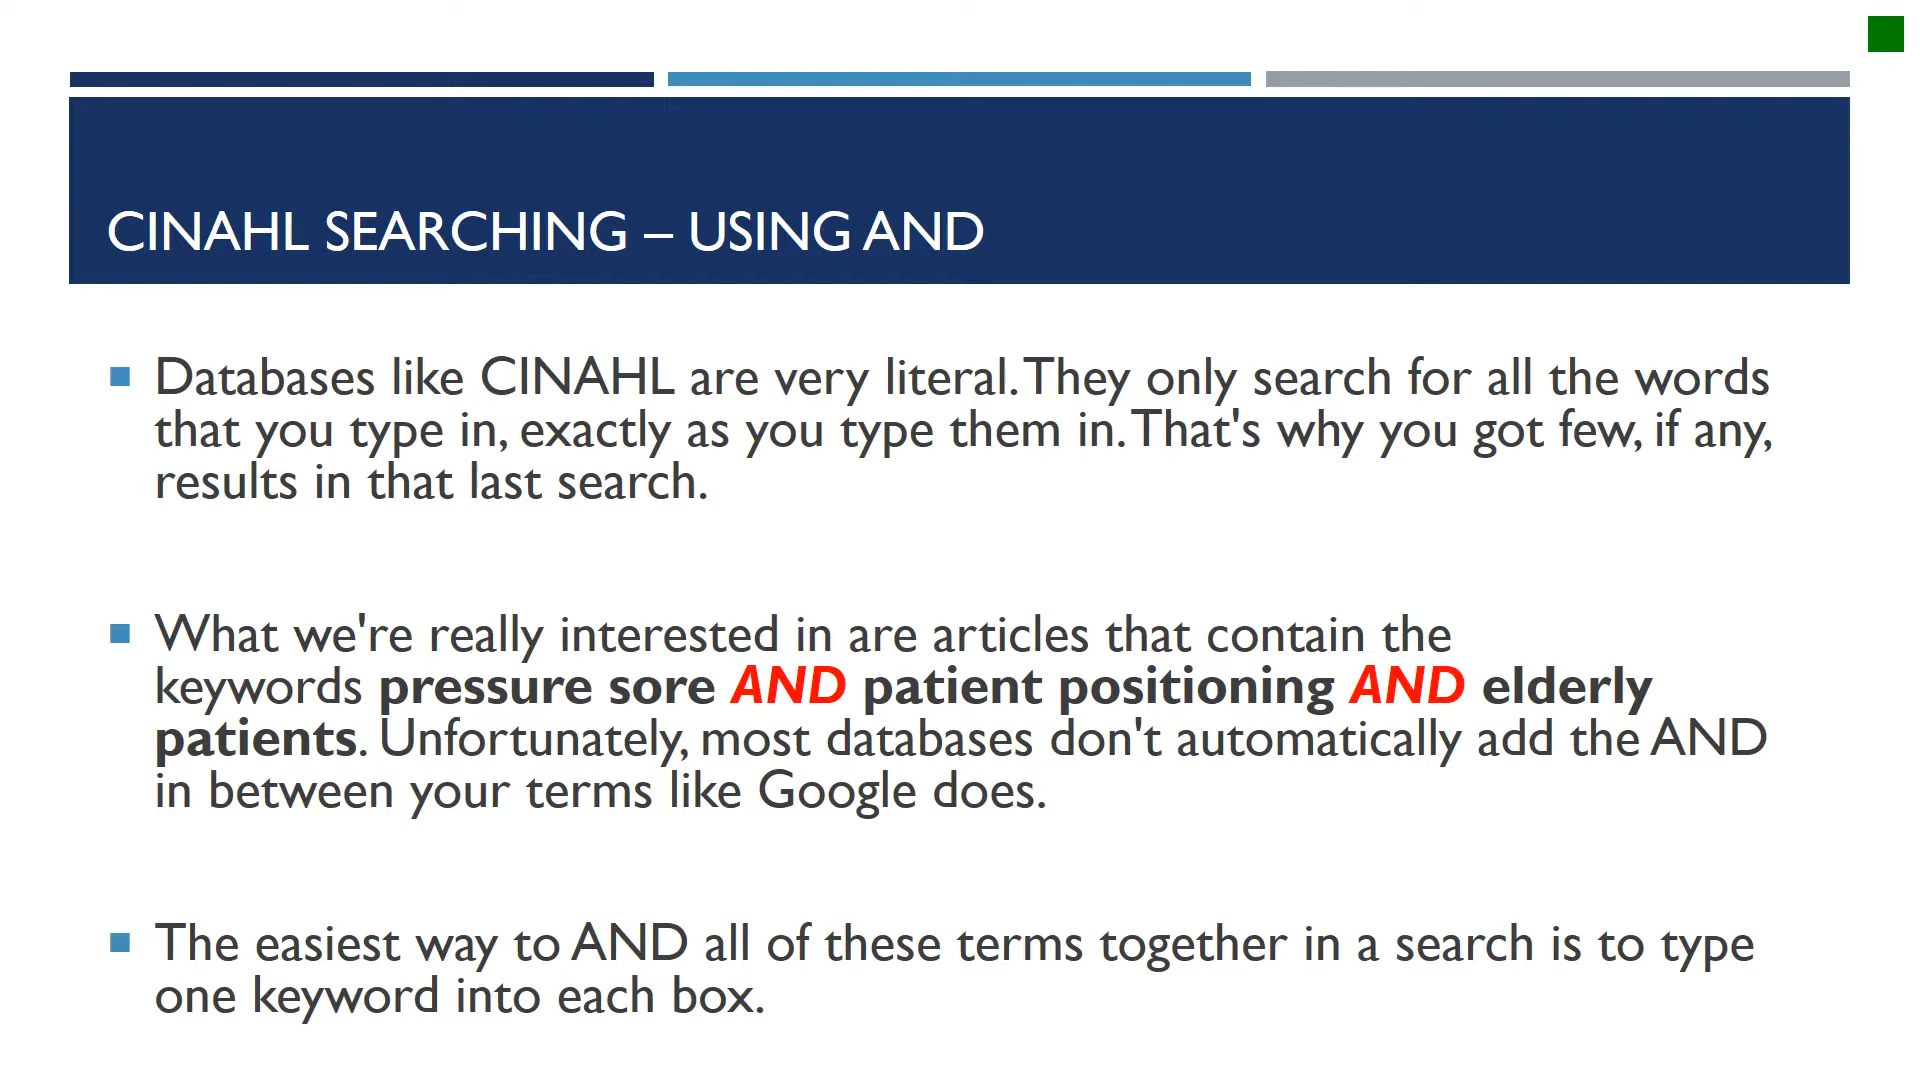 CINAHL SEARCHING – USING AND
Databases like CINAHL are very literal. They only search for all the words
that you type in, exactly as you type them in. That's why you got few, if any,
results in that last search.
What we're really interested in are articles that contain the
keywords pressure sore AND patient positioning AND elderly
patients. Unfortunately, most databases don't automatically add the AND
in between your terms like Google does.
The easiest way to AND all of these terms together in a search is to type
one keyword into each box.